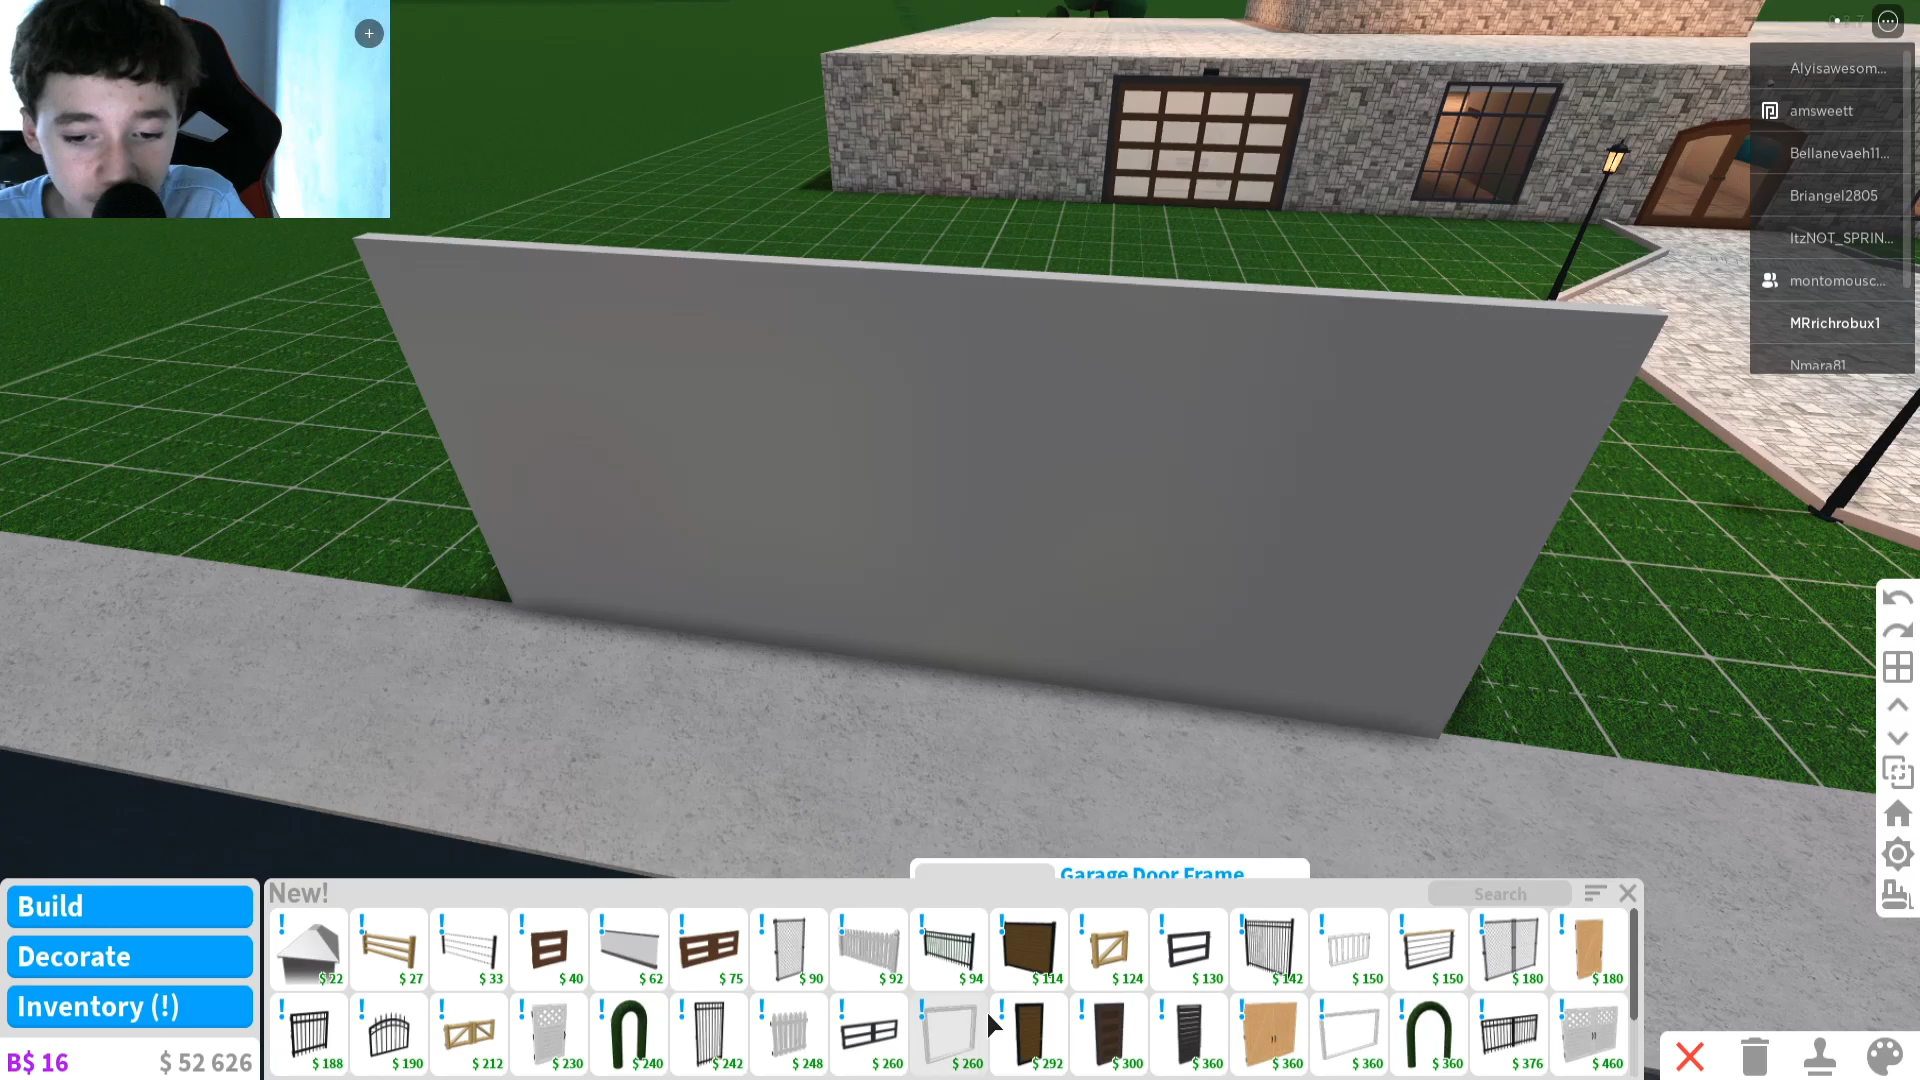 Alyisawesom...
amsweett
Bellanevaeh11...
Briangel2805
ItzNOT_SPRIN...
montomousc...
MRrichrobux1
Nmara81
Garage Door Frame
Build
Decorate
Inventory (!)
B$ 16
$ 52 626
New!
Search
! ! ! ! ! ! ! ! ! ! ! ! ! ! ! ! !
$ 22 $ 27 $ 33 $ 40 $ 62 $ 75 $ 90 $ 92 $ 94 $ 114 $ 124 $ 130 $ 142 $ 150 $ 150 $ 180 $ 180
! ! ! ! ! ! ! ! ! ! ! ! ! ! ! !
$ 188 $ 190 $ 212 $ 230 $ 240 $ 242 $ 248 $ 260 $ 260 $ 292 $ 300 $ 360 $ 360 $ 360 $ 360 $ 376 $ 460